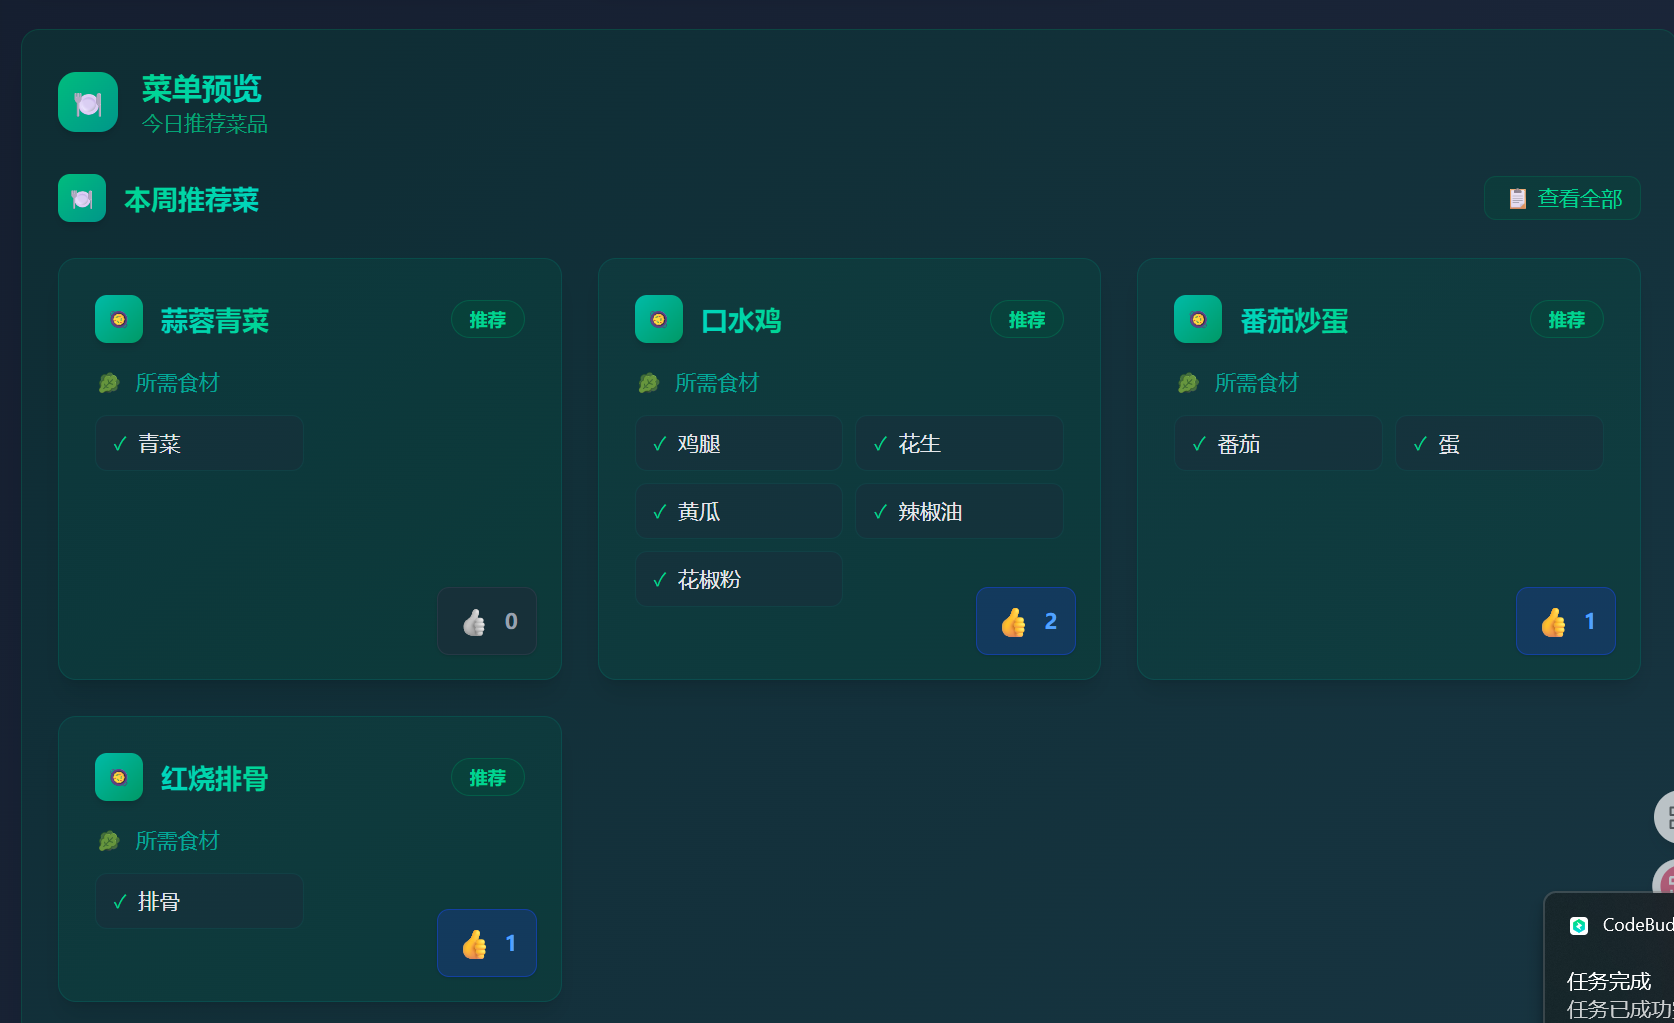 菜单预览
今日推荐菜品
本周推荐菜
查看全部
蒜蓉青菜
推荐
所需食材
✓ 青菜
0
口水鸡
推荐
所需食材
✓ 鸡腿
✓ 花生
✓ 黄瓜
✓ 辣椒油
✓ 花椒粉
2
番茄炒蛋
推荐
所需食材
✓ 番茄
✓ 蛋
1
红烧排骨
推荐
所需食材
✓ 排骨
1
CodeBud
任务完成
任务已成功